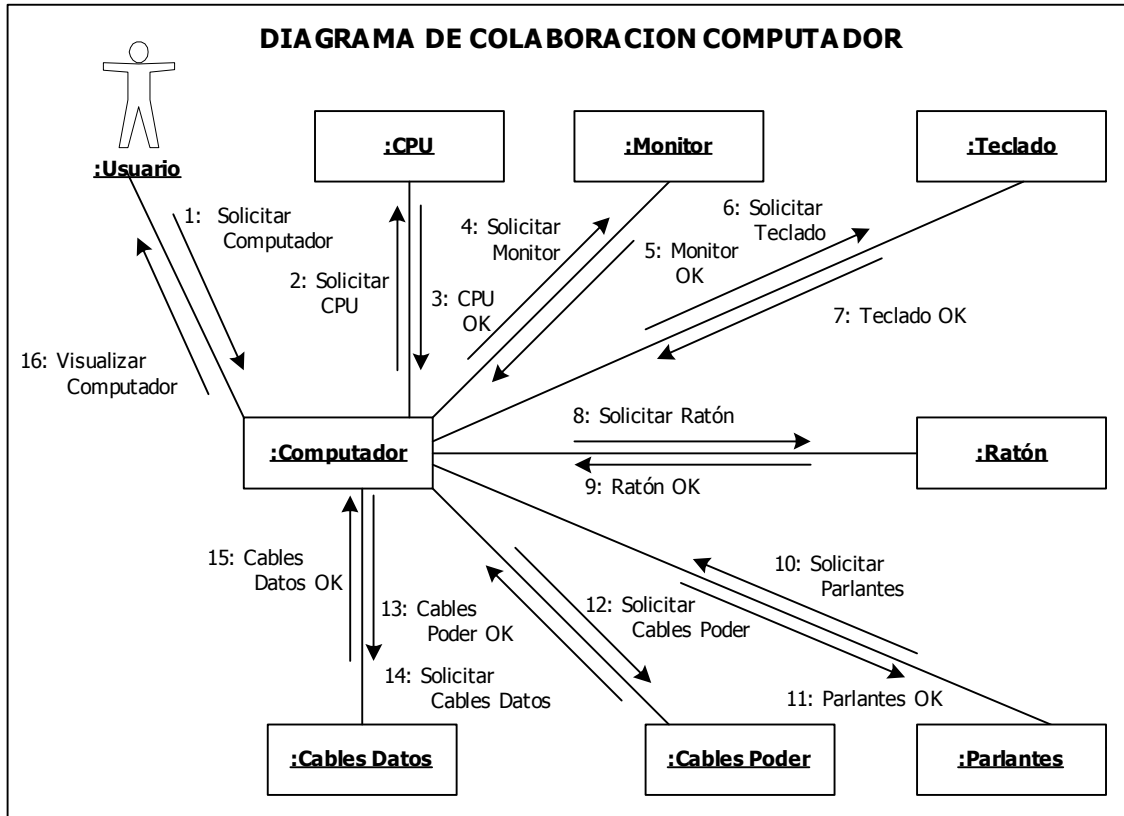 DIAGRAMA DE COLABORACION COMPUTADOR
:Usuario
:CPU
:Monitor
:Teclado
1: Solicitar
Computador
2: Solicitar
CPU
3: CPU
OK
4: Solicitar
Monitor
5: Monitor
OK
6: Solicitar
Teclado
7: Teclado OK
16: Visualizar
Computador
:Computador
8: Solicitar Ratón
9: Ratón OK
:Ratón
15: Cables
Datos OK
13: Cables
Poder OK
14: Solicitar
Cables Datos
12: Solicitar
Cables Poder
10: Solicitar
Parlantes
11: Parlantes OK
:Cables Datos
:Cables Poder
:Parlantes